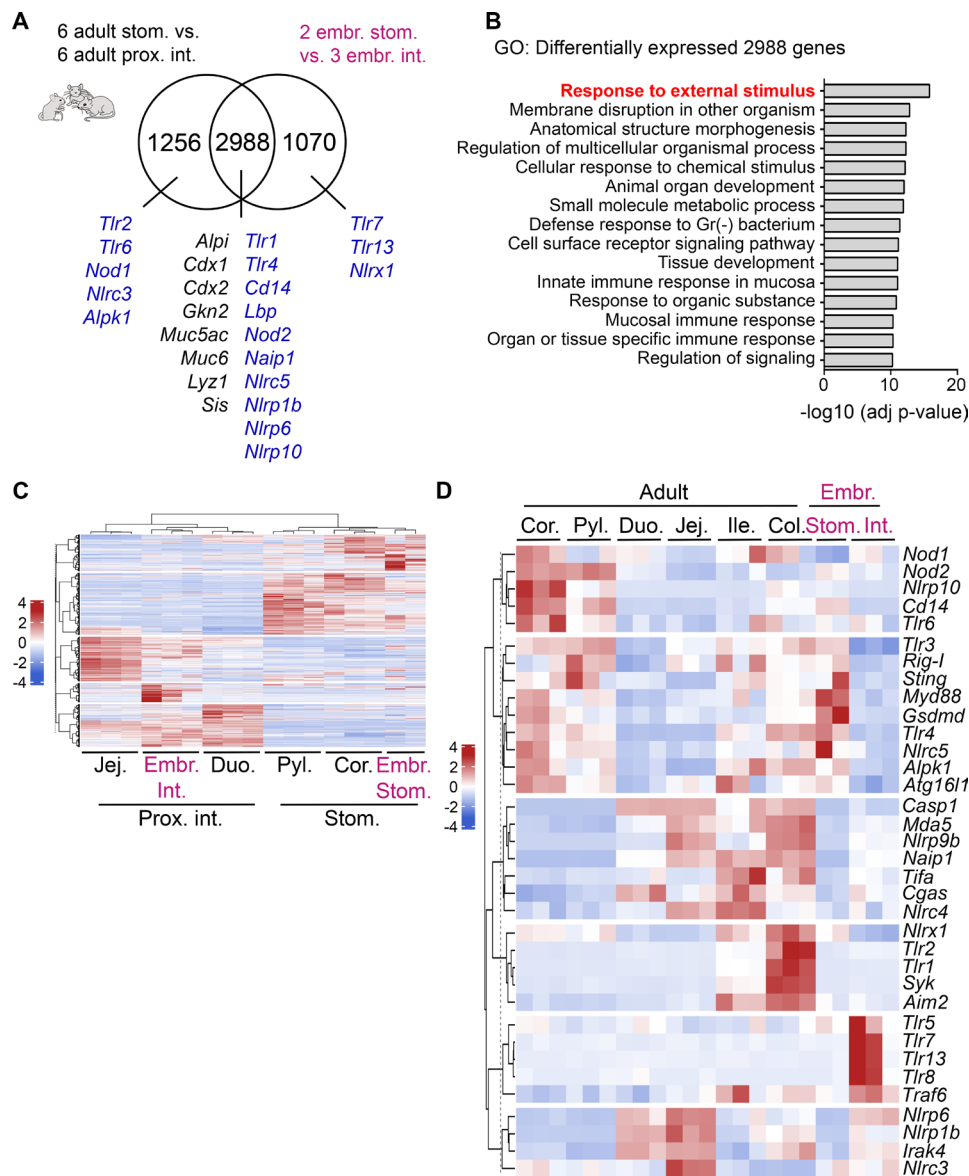 A
6 adult stom. vs.
6 adult prox. int.
2 embr. stom.
vs. 3 embr. int.
1256
2988
1070
Tlr2
Tlr6
Nod1
Nlrc3
Alpk1
Alpi
Cdx1
Cdx2
Gkn2
Muc5ac
Muc6
Lyz1
Sis
Tlr1
Tlr4
Cd14
Lbp
Nod2
Naip1
Nlrc5
Nlrp1b
Nlrp6
Nlrp10
Tlr7
Tlr13
Nlrx1
B
GO: Differentially expressed 2988 genes
Response to external stimulus
Membrane disruption in other organism
Anatomical structure morphogenesis
Regulation of multicellular organismal process
Cellular response to chemical stimulus
Animal organ development
Small molecule metabolic process
Defense response to Gr(-) bacterium
Cell surface receptor signaling pathway
Tissue development
Innate immune response in mucosa
Response to organic substance
Mucosal immune response
Organ or tissue specific immune response
Regulation of signaling
0 10 20
-log10 (adj p-value)
C
4
2
0
-2
-4
Jej. Embr. Int. Duo. Pyl. Cor. Embr. Stom.
Prox. int. Stom.
4
2
0
-2
-4
D
Adult Embr.
Cor. Pyl. Duo. Jej. Ile. Col. Stom. Int.
Nod1
Nod2
Nlrp10
Cd14
Tlr6
Tlr3
Rig-I
Sting
Myd88
Gsdmd
Tlr4
Nlrc5
Alpk1
Atg16l1
Casp1
Mda5
Nlrp9b
Naip1
Tifa
Cgas
Nlrc4
Nlrx1
Tlr2
Tlr1
Syk
Aim2
Tlr5
Tlr7
Tlr13
Tlr8
Traf6
Nlrp6
Nlrp1b
Irak4
Nlrc3